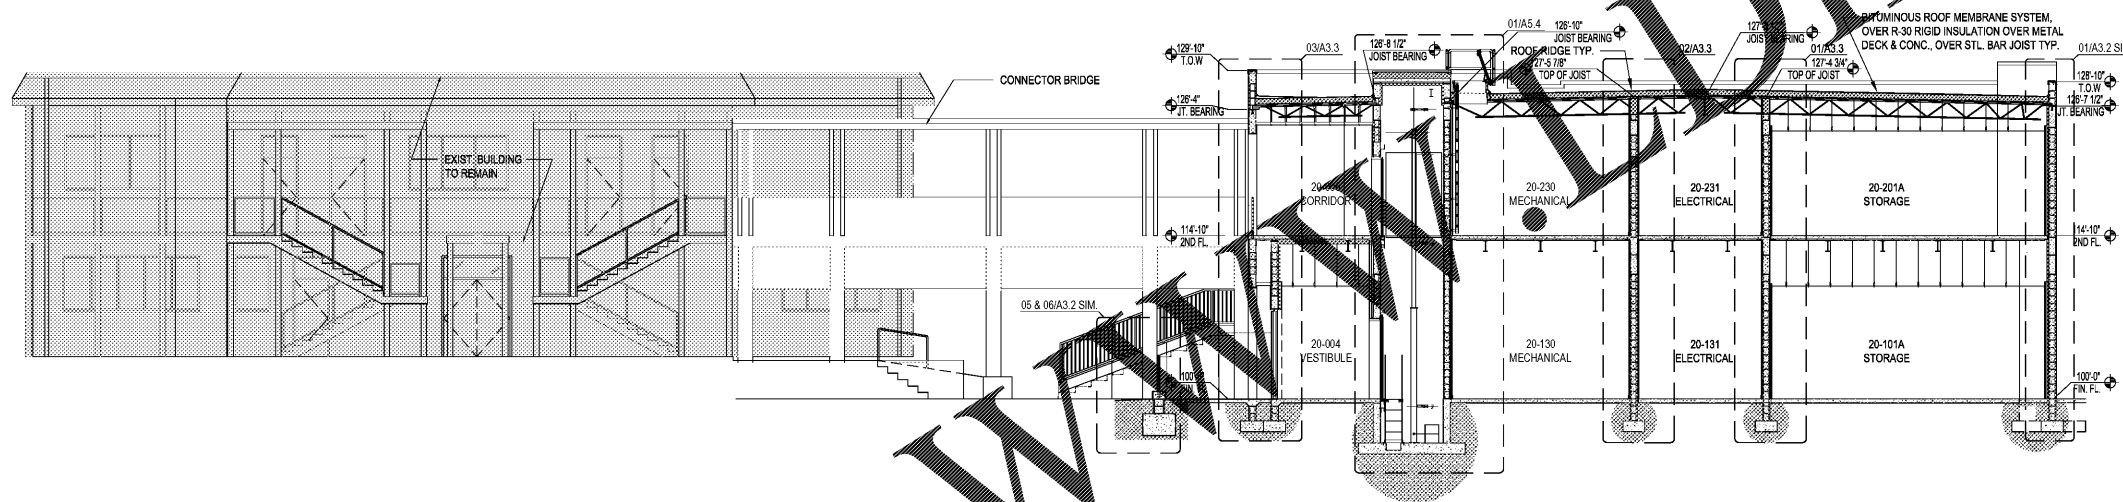 01/A5.4
126'-10"
JOIST BEARING
BITUMINOUS ROOF MEMBRANE SYSTEM,
OVER R-30 RIGID INSULATION OVER METAL
DECK & CONC., OVER STL. BAR JOIST TYP.
129'-10"
T.O.W
03/A3.3
126'-8 1/2"
JOIST BEARING
ROOF RIDGE TYP.
127'-5 7/8"
TOP OF JOIST
02/A3.3
JOIST BEARING
01/A3.3
127'-4 3/4"
TOP OF JOIST
01/A3.2 SI
CONNECTOR BRIDGE
126'-4"
JT. BEARING
128'-10"
T.O.W
126'-7 1/2"
JT. BEARING
EXIST. BUILDING
TO REMAIN
CORRIDOR
20-230
MECHANICAL
20-231
ELECTRICAL
20-201A
STORAGE
114'-10"
2ND FL.
114'-10"
2ND FL.
05 & 06/A3.2 SIM.
20-004
VESTIBULE
20-130
MECHANICAL
20-131
ELECTRICAL
20-101A
STORAGE
100'-0"
FIN. FL.
WWW.LDI